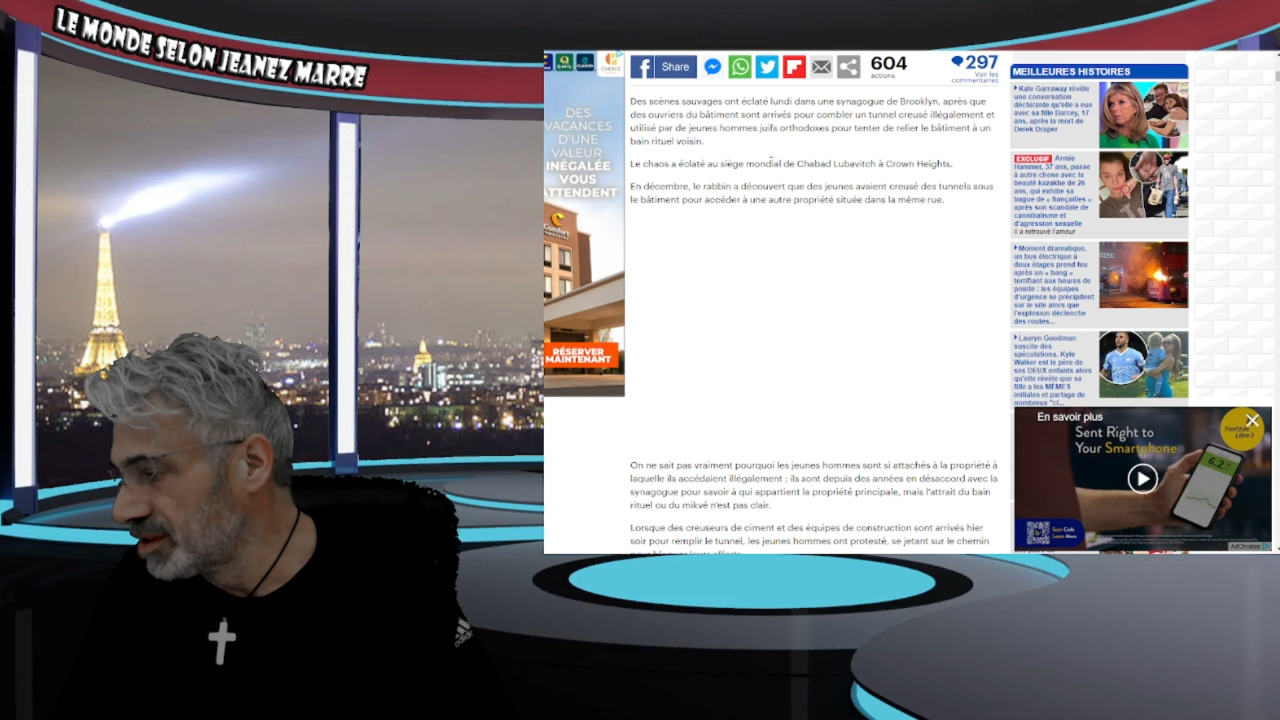 LE MONDE SELON JEANEZ MARRE
Share
604
actions
297
Voir les
commentaires
CHOICE
DES
VACANCES
D'UNE
VALEUR
INÉGALÉE
VOUS
ATTENDENT
Comfort
RÉSERVER
MAINTENANT
Des scènes sauvages ont éclaté lundi dans une synagogue de Brooklyn, après que
des ouvriers du bâtiment sont arrivés pour combler un tunnel creusé illégalement et
utilisé par de jeunes hommes juifs orthodoxes pour tenter de relier le bâtiment à un
bain rituel voisin.
Le chaos a éclaté au siège mondial de Chabad Lubavitch à Crown Heights.
En décembre, le rabbin a découvert que des jeunes avaient creusé des tunnels sous
le bâtiment pour accéder à une autre propriété située dans la même rue.
On ne sait pas vraiment pourquoi les jeunes hommes sont si attachés à la propriété à
laquelle ils accédaient illégalement : ils sont depuis des années en désaccord avec la
synagogue pour savoir à qui appartient la propriété principale, mais l'attrait du bain
rituel ou du mikvé n'est pas clair.
Lorsque des creuseurs de ciment et des équipes de construction sont arrivés hier
soir pour remplir le tunnel, les jeunes hommes ont protesté, se jetant sur le chemin
MEILLEURES HISTOIRES
Kate Garraway révèle
une conversation
déchirante qu'elle a eue
avec sa fille Darcey, 17
ans, après la mort de
Derek Draper
EXCLUSIF Armie
Hammer, 37 ans, passe
à autre chose avec la
beauté kazakhe de 26
ans, qui exhibe sa
bague de « fiançailles »
après son scandale de
cannibalisme et
d'agression sexuelle
Il a retrouvé l'amour
Moment dramatique,
un bus électrique à
deux étages prend feu
après un « bang »
terrifiant aux heures de
pointe : les équipes
d'urgence se précipitent
sur le site alors que
l'explosion déclenche
des routes...
Lauryn Goodman
suscite des
spéculations. Kyle
Walker est le père de
ses DEUX enfants alors
qu'elle révèle que sa
fille a les MÊMES
initiales et partage de
nombreux "cl...
En savoir plus
Sent Right to
Your Smartphone
FreeStyle
Libre 2
6.2
Scan Code
Learn More
AdChoices
adidas